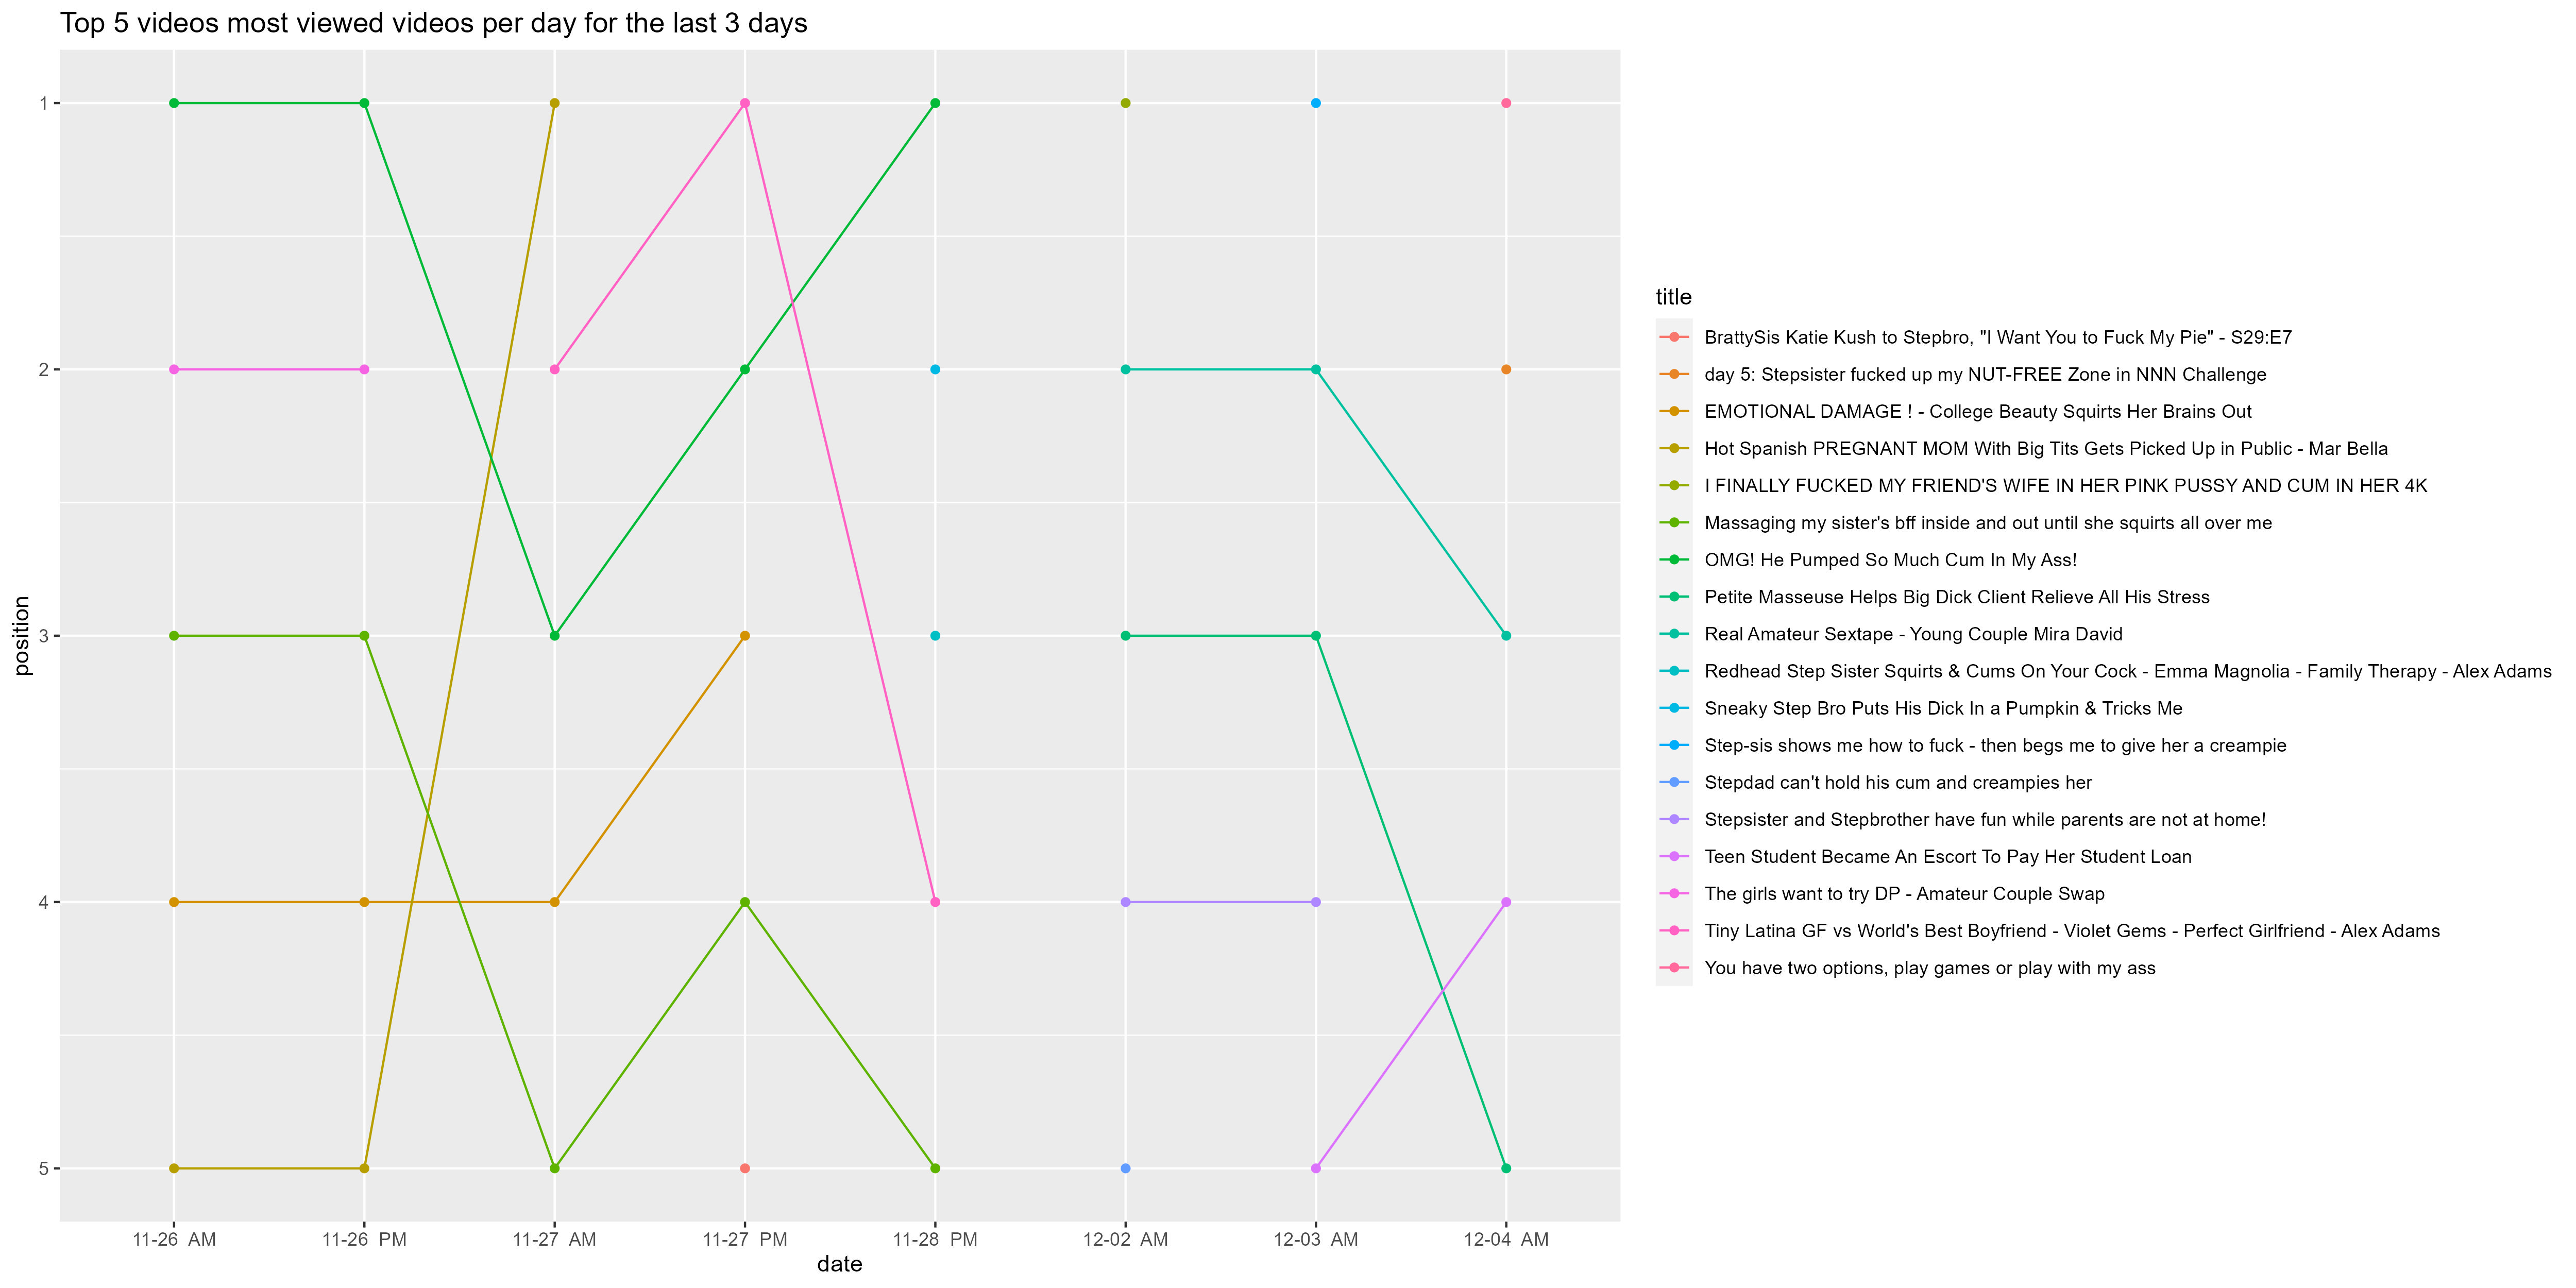 Top 5 videos most viewed videos per day for the last 3 days
1
2
3
4
5
position
11-26 AM
11-26 PM
11-27 AM
11-27 PM
11-28 PM
12-02 AM
12-03 AM
12-04 AM
date
title
BrattySis Katie Kush to Stepbro, "I Want You to Fuck My Pie" - S29:E7
day 5: Stepsister fucked up my NUT-FREE Zone in NNN Challenge
EMOTIONAL DAMAGE ! - College Beauty Squirts Her Brains Out
Hot Spanish PREGNANT MOM With Big Tits Gets Picked Up in Public - Mar Bella
I FINALLY FUCKED MY FRIEND'S WIFE IN HER PINK PUSSY AND CUM IN HER 4K
Massaging my sister's bff inside and out until she squirts all over me
OMG! He Pumped So Much Cum In My Ass!
Petite Masseuse Helps Big Dick Client Relieve All His Stress
Real Amateur Sextape - Young Couple Mira David
Redhead Step Sister Squirts & Cums On Your Cock - Emma Magnolia - Family Therapy - Alex Adams
Sneaky Step Bro Puts His Dick In a Pumpkin & Tricks Me
Step-sis shows me how to fuck - then begs me to give her a creampie
Stepdad can't hold his cum and creampies her
Stepsister and Stepbrother have fun while parents are not at home!
Teen Student Became An Escort To Pay Her Student Loan
The girls want to try DP - Amateur Couple Swap
Tiny Latina GF vs World's Best Boyfriend - Violet Gems - Perfect Girlfriend - Alex Adams
You have two options, play games or play with my ass